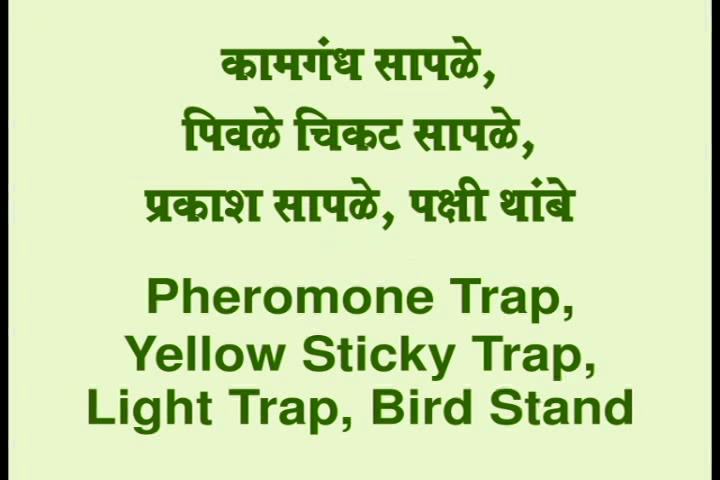 कामगंध सापळे,
पिवळे चिकट सापळे,
प्रकाश सापळे, पक्षी थांबे
Pheromone Trap,
Yellow Sticky Trap,
Light Trap, Bird Stand